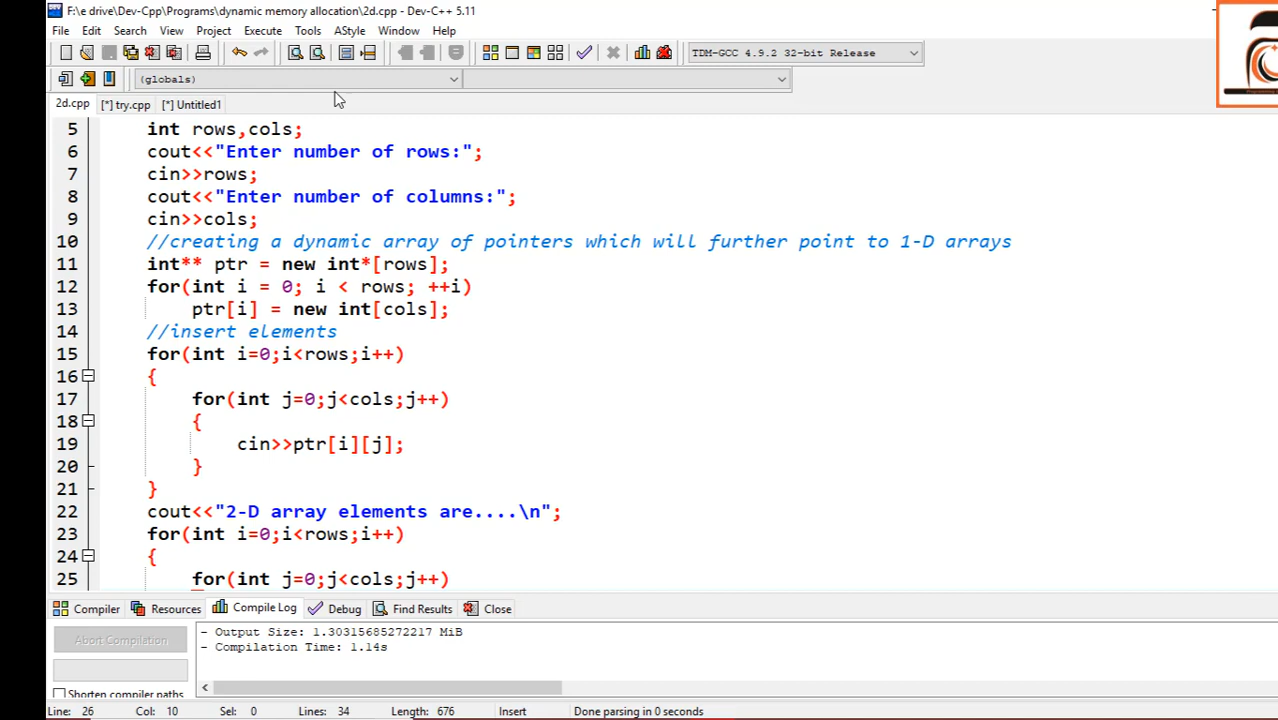 F:\e drive\Dev-Cpp\Programs\dynamic memory allocation\2d.cpp - Dev-C++ 5.11
File Edit Search View Project Execute Tools AStyle Window Help
TDM-GCC 4.9.2 32-bit Release
(globals)
2d.cpp [*] try.cpp [*] Untitled1
5 int rows,cols;
6 cout<<"Enter number of rows:";
7 cin>>rows;
8 cout<<"Enter number of columns:";
9 cin>>cols;
10 //creating a dynamic array of pointers which will further point to 1-D arrays
11 int** ptr = new int*[rows];
12 for(int i = 0; i < rows; ++i)
13 ptr[i] = new int[cols];
14 //insert elements
15 for(int i=0;i<rows;i++)
16 {
17 for(int j=0;j<cols;j++)
18 {
19 cin>>ptr[i][j];
20 }
21 }
22 cout<<"2-D array elements are....\n";
23 for(int i=0;i<rows;i++)
24 {
25 for(int j=0;j<cols;j++)
Compiler Resources Compile Log Debug Find Results Close
Abort Compilation
- Output Size: 1.30315685272217 MiB
- Compilation Time: 1.14s
Shorten compiler paths
Line: 26 Col: 10 Sel: 0 Lines: 34 Length: 676 Insert Done parsing in 0 seconds